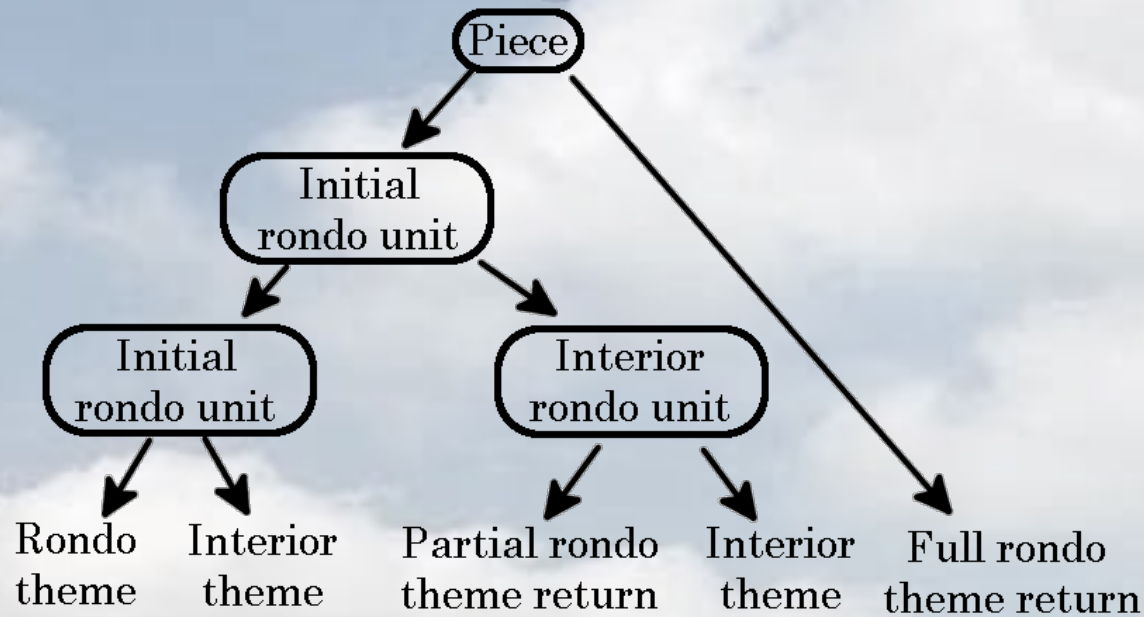 Piece
Initial
rondo unit
Initial
rondo unit
Interior
rondo unit
Rondo
theme
Interior
theme
Partial rondo
theme return
Interior
theme
Full rondo
theme return